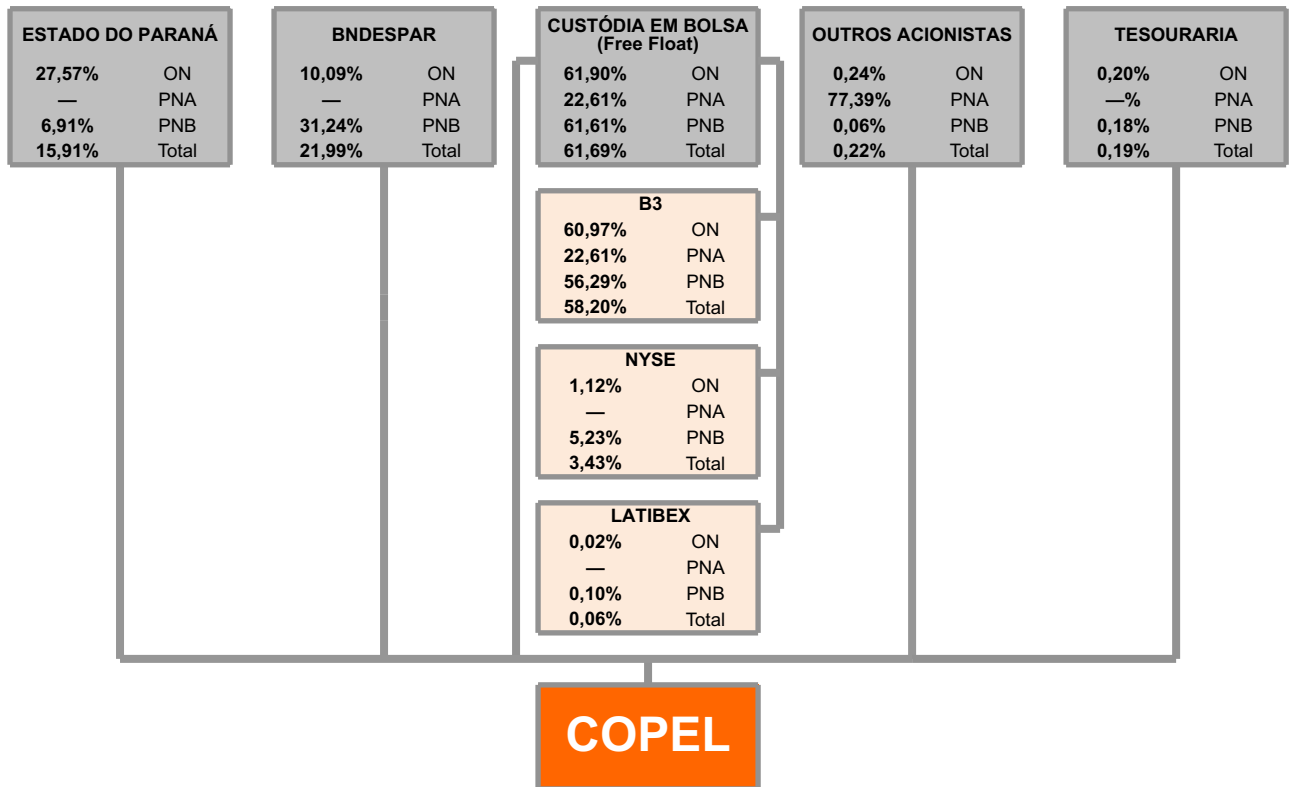 ESTADO DO PARANÁ
27,57% ON
— PNA
6,91% PNB
15,91% Total
BNDESPAR
10,09% ON
— PNA
31,24% PNB
21,99% Total
CUSTÓDIA EM BOLSA
(Free Float)
61,90% ON
22,61% PNA
61,61% PNB
61,69% Total
OUTROS ACIONISTAS
0,24% ON
77,39% PNA
0,06% PNB
0,22% Total
TESOURARIA
0,20% ON
—% PNA
0,18% PNB
0,19% Total
B3
60,97% ON
22,61% PNA
56,29% PNB
58,20% Total
NYSE
1,12% ON
— PNA
5,23% PNB
3,43% Total
LATIBEX
0,02% ON
— PNA
0,10% PNB
0,06% Total
COPEL